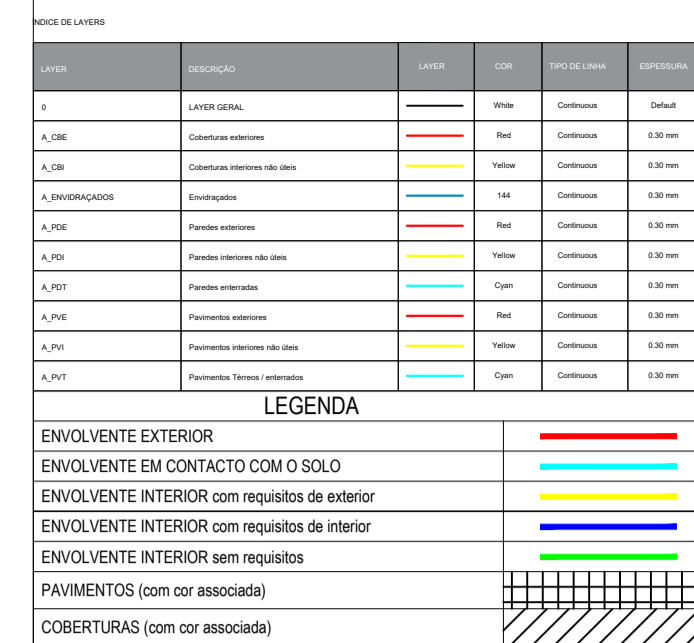 NDICE DE LAYERS
LAYER DESCRIÇÃO LAYER COR TIPO DE LINHA ESPESSURA
0 LAYER GERAL White Continuous Default
A_CBE Coberturas exteriores Red Continuous 0.30 mm
A_CBI Coberturas interiores não úteis Yellow Continuous 0.30 mm
A_ENVIDRAÇADOS Envidraçados 144 Continuous 0.30 mm
A_PDE Paredes exteriores Red Continuous 0.30 mm
A_PDI Paredes interiores não úteis Yellow Continuous 0.30 mm
A_PDT Paredes enterradas Cyan Continuous 0.30 mm
A_PVE Pavimentos exteriores Red Continuous 0.30 mm
A_PVI Pavimentos interiores não úteis Yellow Continuous 0.30 mm
A_PVT Pavimentos Térreos / enterrados Cyan Continuous 0.30 mm
LEGENDA
ENVOLVENTE EXTERIOR
ENVOLVENTE EM CONTACTO COM O SOLO
ENVOLVENTE INTERIOR com requisitos de exterior
ENVOLVENTE INTERIOR com requisitos de interior
ENVOLVENTE INTERIOR sem requisitos
PAVIMENTOS (com cor associada)
COBERTURAS (com cor associada)